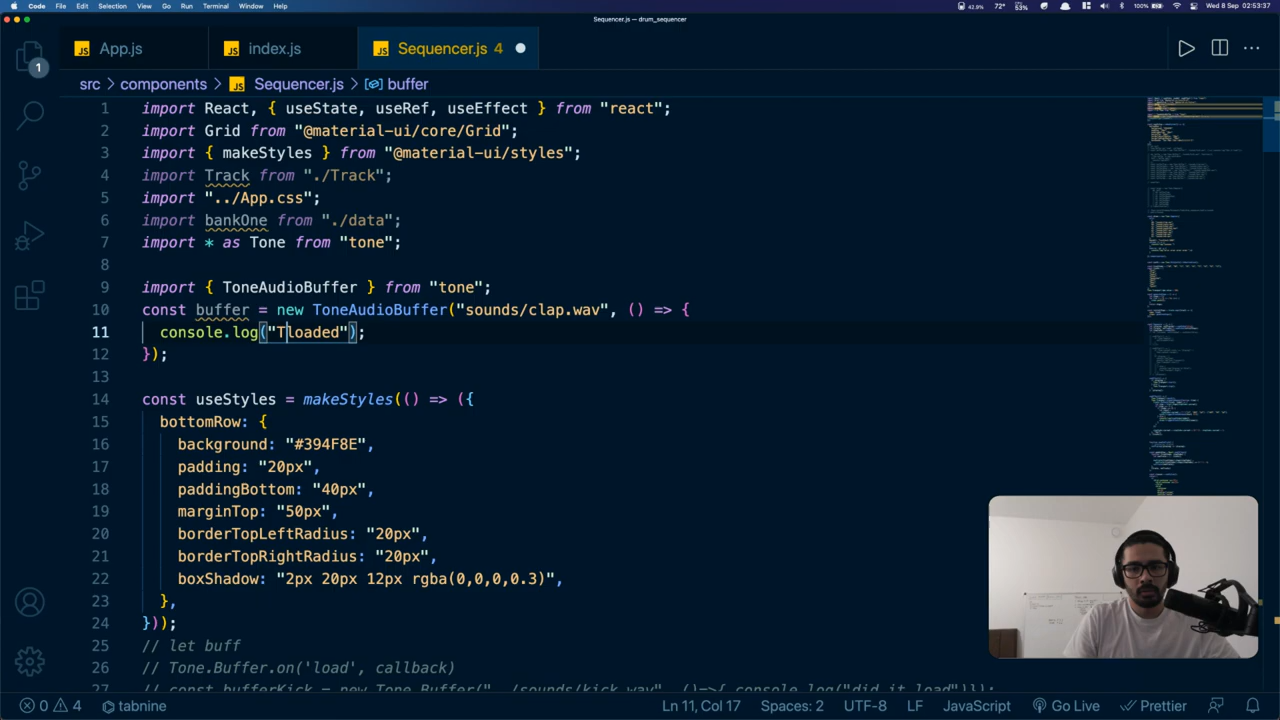 Code File Edit Selection View Go Run Terminal Window Help 42.9% 72° 53% 100% Wed 8 Sep 02:53:37
Sequencer.js — drum_sequencer
JS App.js JS index.js JS Sequencer.js 4
1
src > components > JS Sequencer.js > buffer
1 import React, { useState, useRef, useEffect } from "react";
2 import Grid from "@material-ui/core/Grid";
3 import { makeStyles } from "@material-ui/styles";
4 import Track from "./Track";
5 import "../App.css";
6 import bankOne from "./data";
7 import * as Tone from "tone";
8
9 import { ToneAudioBuffer } from "tone";
10 const buffer = new ToneAudioBuffer("sounds/clap.wav", () => {
11 console.log("Tloaded");
12 });
13
14 const useStyles = makeStyles(() => ({
15 bottomRow: {
16 background: "#394F8E",
17 padding: "20px",
18 paddingBottom: "40px",
19 marginTop: "50px",
20 borderTopLeftRadius: "20px",
21 borderTopRightRadius: "20px",
22 boxShadow: "2px 20px 12px rgba(0,0,0,0.3)",
23 },
24 }));
25 // let buff
26 // Tone.Buffer.on('load', callback)
27 // const bufferKick = new Tone.Buffer("../sounds/kick.wav", ()=>{ console.log("did it load")});
0 4 tabnine Ln 11, Col 17 Spaces: 2 UTF-8 LF JavaScript Go Live Prettier